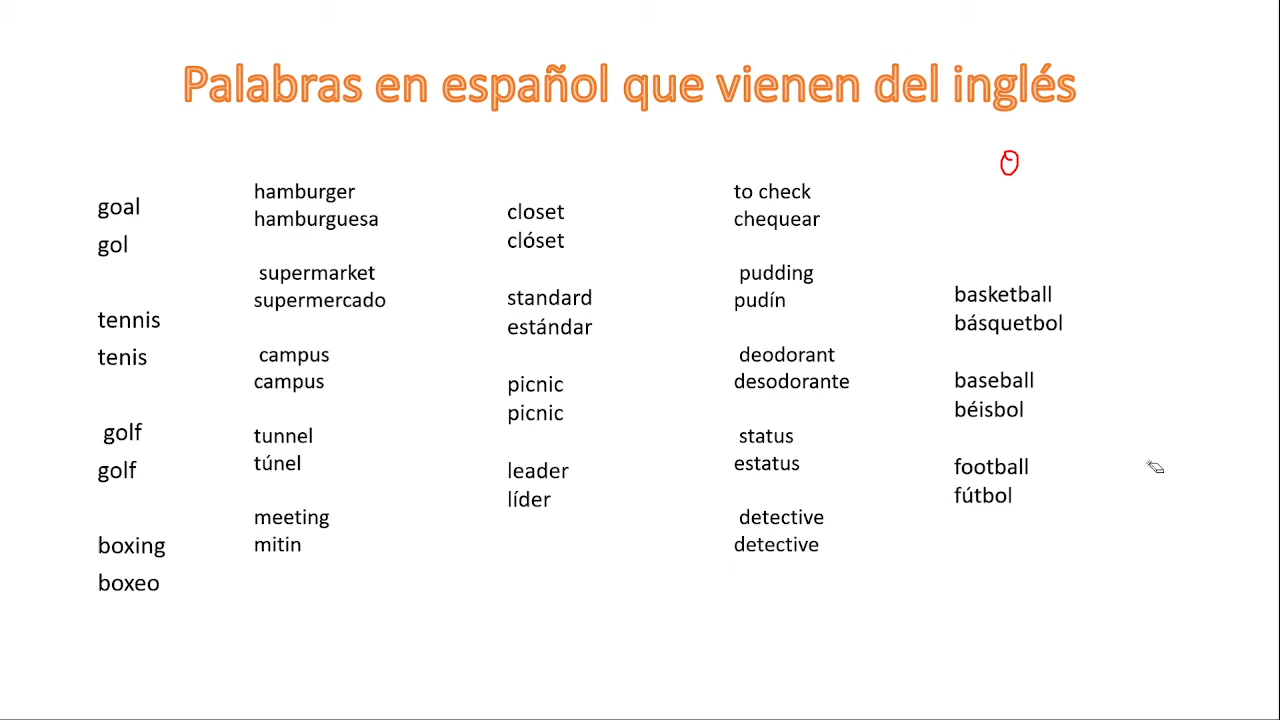 Palabras en español que vienen del inglés
goal
gol
tennis
tenis
golf
golf
boxing
boxeo
hamburger
hamburguesa
supermarket
supermercado
campus
campus
tunnel
túnel
meeting
mitin
closet
clóset
standard
estándar
picnic
picnic
leader
líder
to check
chequear
pudding
pudín
deodorant
desodorante
status
estatus
detective
detective
basketball
básquetbol
baseball
béisbol
football
fútbol